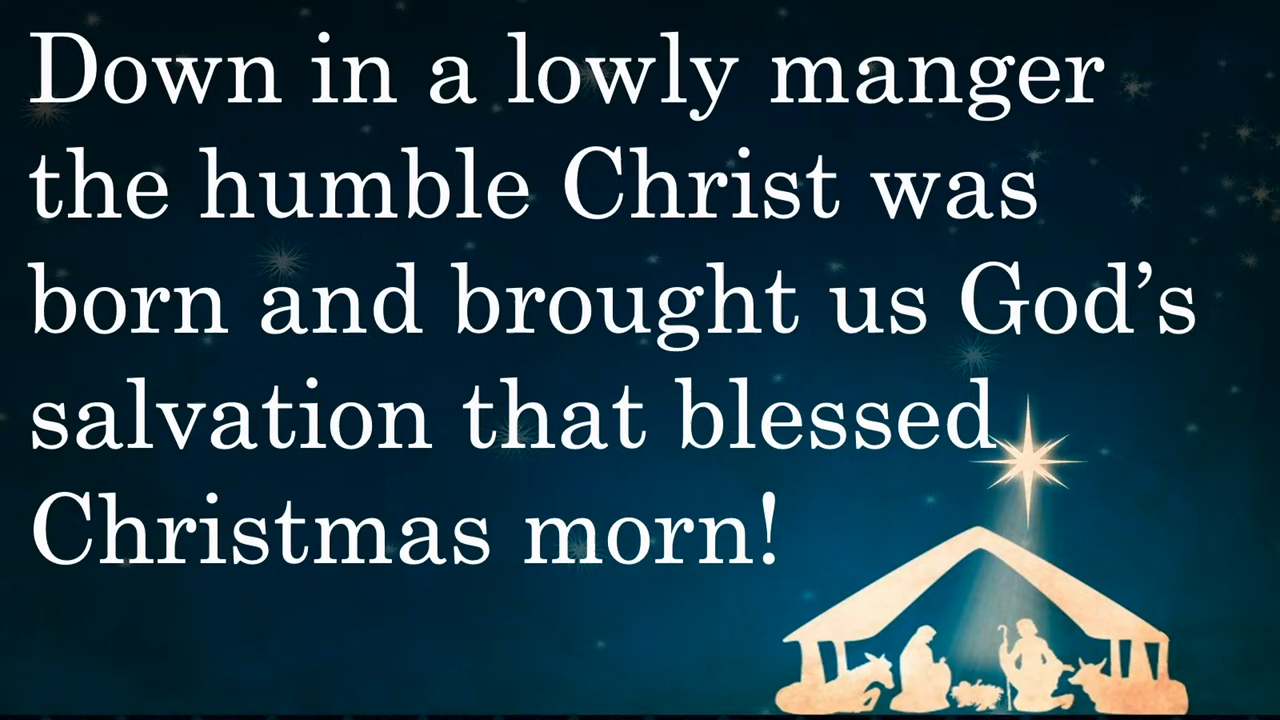 Down in a lowly manger
the humble Christ was
born and brought us God’s
salvation that blessed
Christmas morn!